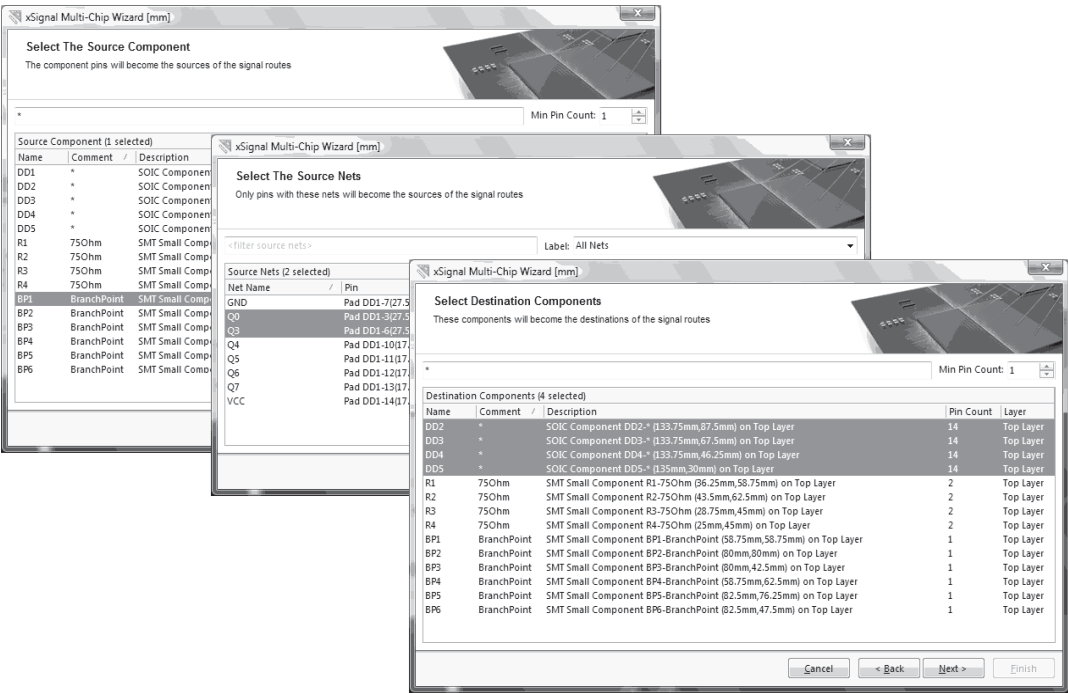 xSignal Multi-Chip Wizard [mm]
Select The Source Component
The component pins will become the sources of the signal routes
*
Min Pin Count: 1
Source Component (1 selected)
Name Comment / Description
DD1 * SOIC Component
DD2 * SOIC Component
DD3 * SOIC Component
DD4 * SOIC Component
DD5 * SOIC Component
R1 75Ohm SMT Small Comp
R2 75Ohm SMT Small Comp
R3 75Ohm SMT Small Comp
R4 75Ohm SMT Small Comp
BP1 BranchPoint SMT Small Comp
BP2 BranchPoint SMT Small Comp
BP3 BranchPoint SMT Small Comp
BP4 BranchPoint SMT Small Comp
BP5 BranchPoint SMT Small Comp
BP6 BranchPoint SMT Small Comp
xSignal Multi-Chip Wizard [mm]
Select The Source Nets
Only pins with these nets will become the sources of the signal routes
<filter source nets>
Label: All Nets
Source Nets (2 selected)
Net Name / Pin
GND Pad DD1-7(27.5
Q0 Pad DD1-3(27.5
Q3 Pad DD1-6(27.5
Q4 Pad DD1-10(17.
Q5 Pad DD1-11(17.
Q6 Pad DD1-12(17.
Q7 Pad DD1-13(17.
VCC Pad DD1-14(17.
xSignal Multi-Chip Wizard [mm]
Select Destination Components
These components will become the destinations of the signal routes
*
Min Pin Count: 1
Destination Components (4 selected)
Name Comment / Description Pin Count Layer
DD2 * SOIC Component DD2-* (133.75mm,87.5mm) on Top Layer 14 Top Layer
DD3 * SOIC Component DD3-* (133.75mm,67.5mm) on Top Layer 14 Top Layer
DD4 * SOIC Component DD4-* (133.75mm,46.25mm) on Top Layer 14 Top Layer
DD5 * SOIC Component DD5-* (135mm,30mm) on Top Layer 14 Top Layer
R1 75Ohm SMT Small Component R1-75Ohm (36.25mm,58.75mm) on Top Layer 2 Top Layer
R2 75Ohm SMT Small Component R2-75Ohm (43.5mm,62.5mm) on Top Layer 2 Top Layer
R3 75Ohm SMT Small Component R3-75Ohm (28.75mm,45mm) on Top Layer 2 Top Layer
R4 75Ohm SMT Small Component R4-75Ohm (25mm,45mm) on Top Layer 2 Top Layer
BP1 BranchPoint SMT Small Component BP1-BranchPoint (58.75mm,58.75mm) on Top Layer 1 Top Layer
BP2 BranchPoint SMT Small Component BP2-BranchPoint (80mm,80mm) on Top Layer 1 Top Layer
BP3 BranchPoint SMT Small Component BP3-BranchPoint (80mm,42.5mm) on Top Layer 1 Top Layer
BP4 BranchPoint SMT Small Component BP4-BranchPoint (58.75mm,62.5mm) on Top Layer 1 Top Layer
BP5 BranchPoint SMT Small Component BP5-BranchPoint (82.5mm,76.25mm) on Top Layer 1 Top Layer
BP6 BranchPoint SMT Small Component BP6-BranchPoint (82.5mm,47.5mm) on Top Layer 1 Top Layer
Cancel < Back Next > Finish